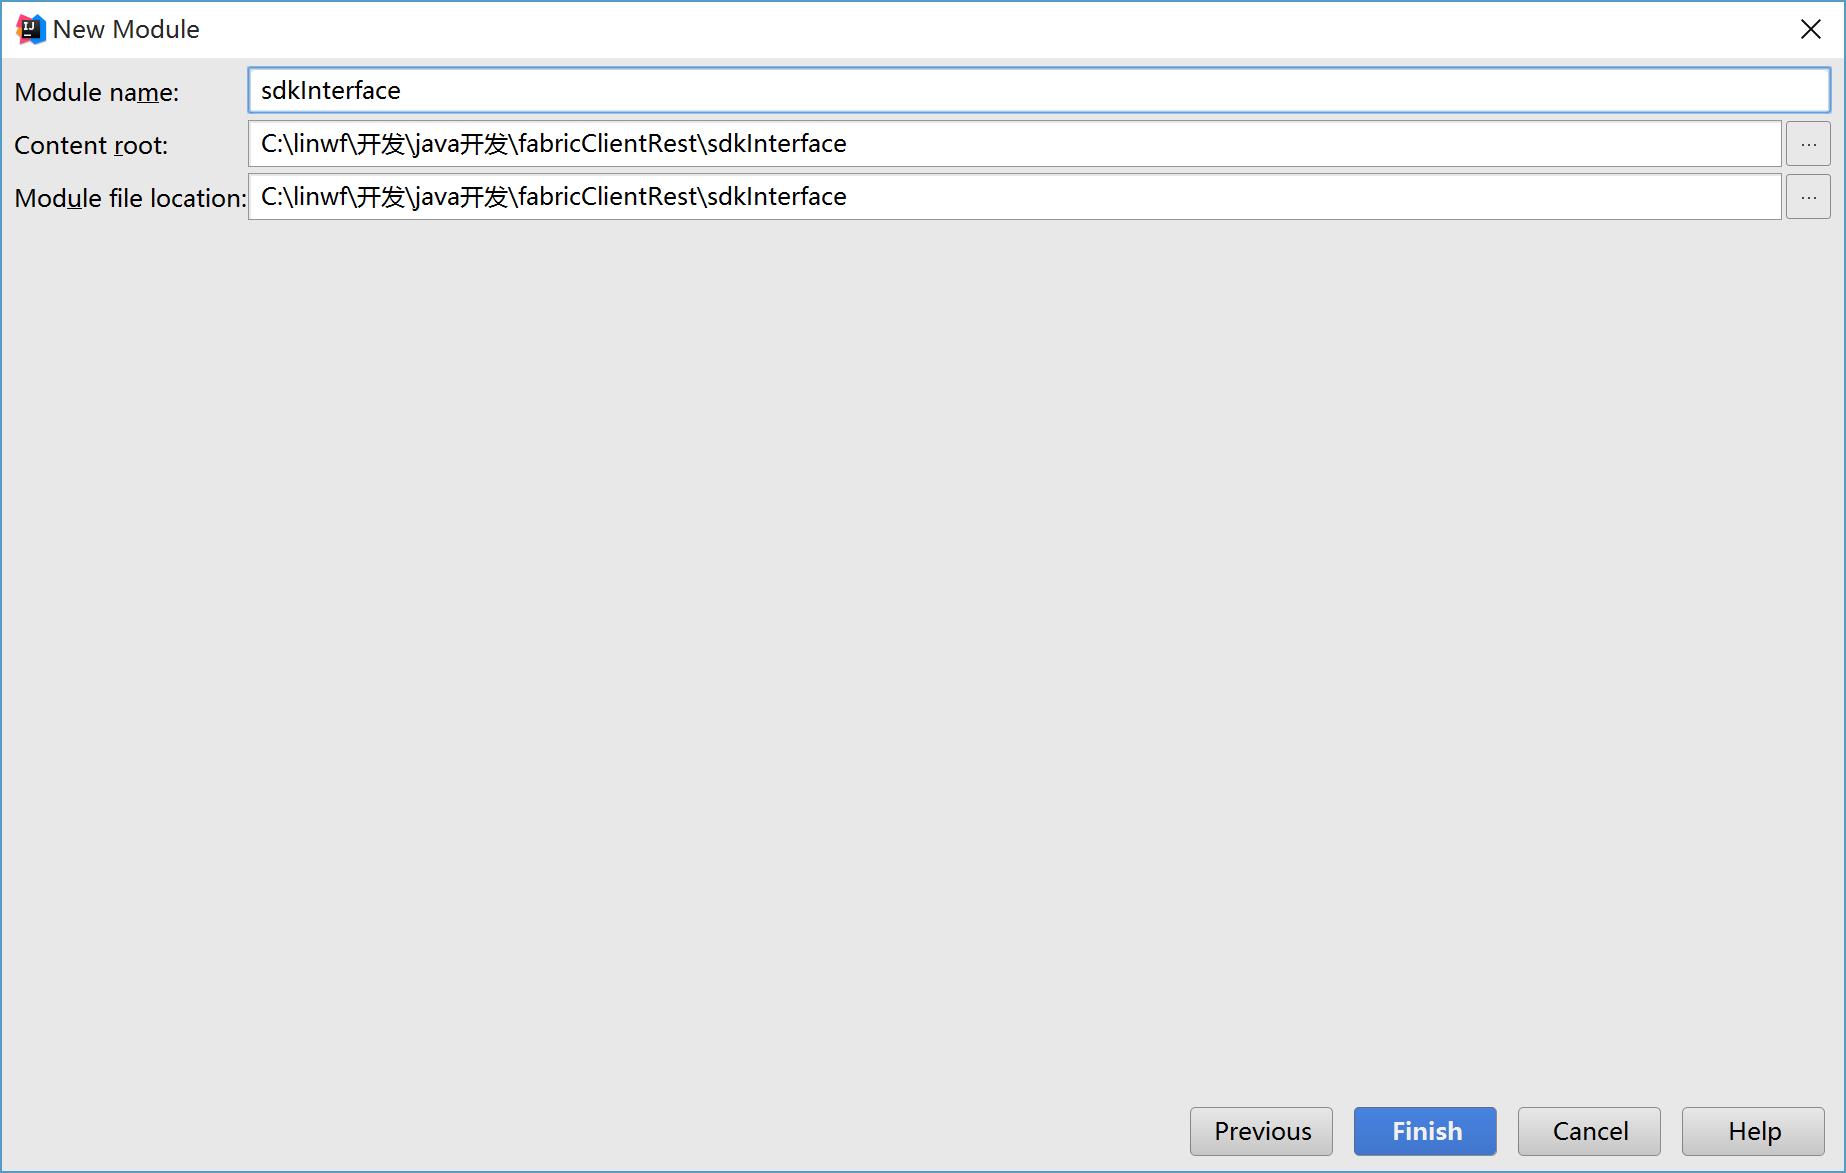 New Module
Module name: sdkInterface
Content root: C:\linwf\开发\java开发\fabricClientRest\sdkInterface ...
Module file location: C:\linwf\开发\java开发\fabricClientRest\sdkInterface ...
Previous Finish Cancel Help